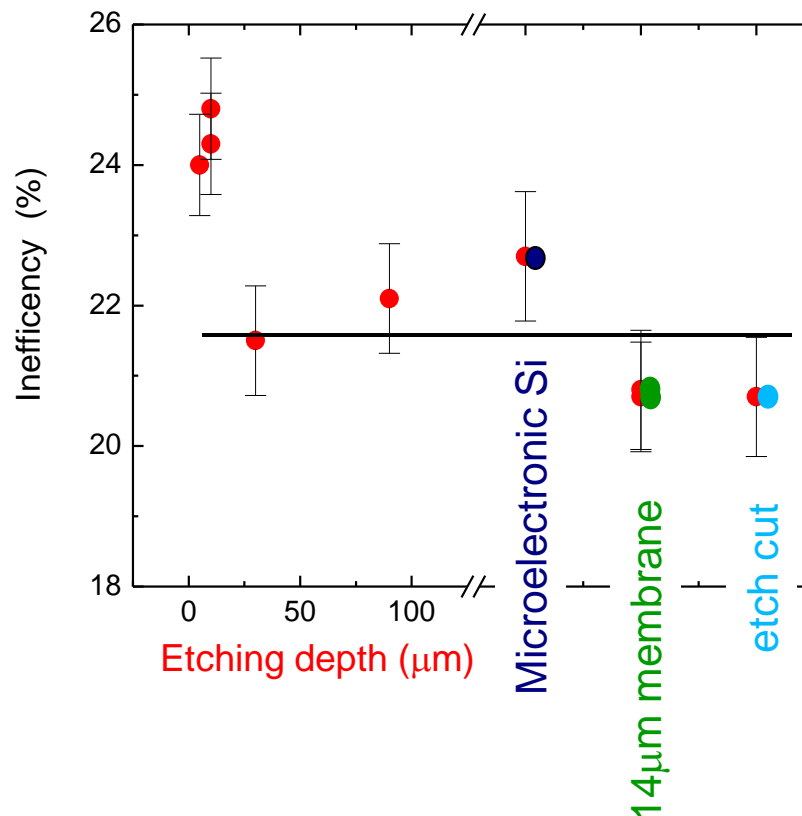 26
24
22
20
18
Inefficency (%)
0
50
100
Etching depth (μm)
Microelectronic Si
14μm membrane
etch cut